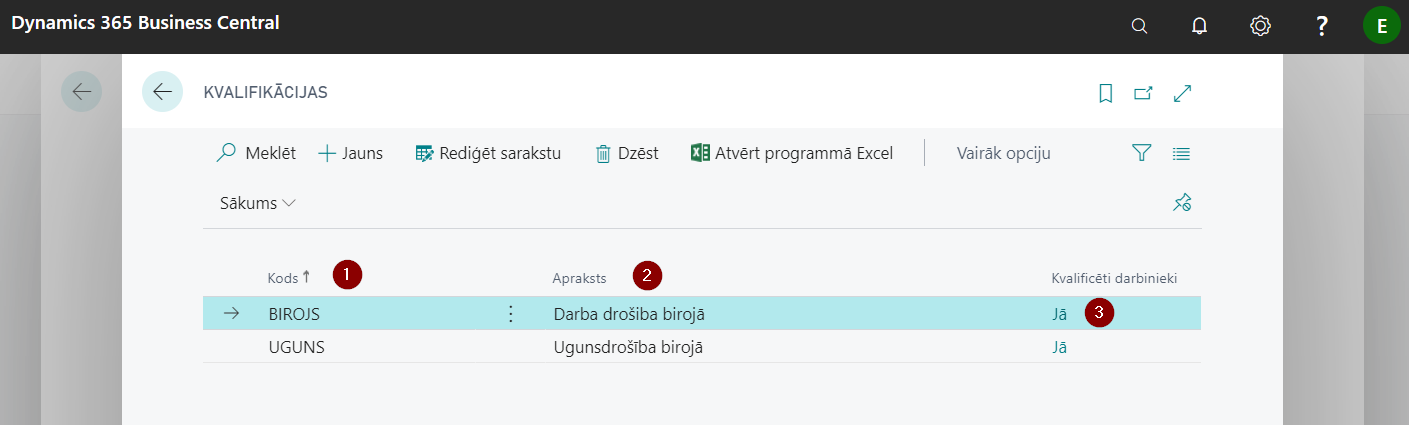 Dynamics 365 Business Central
? E
KVALIFIKĀCIJAS
Meklēt Jauns Rediģēt sarakstu Dzēst Atvērt programmā Excel Vairāk opciju
Sākums
Kods ↑ 1 Apraksts 2 Kvalificēti darbinieki
BIROJS Darba drošiba birojā Jā 3
UGUNS Ugunsdrošība birojā Jā